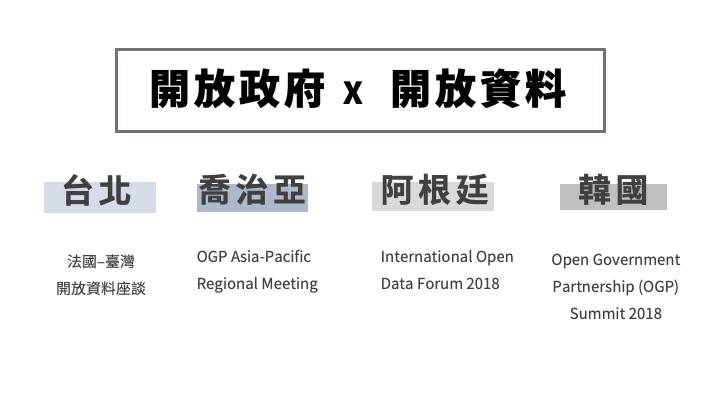 開放政府 x 開放資料
台北
法國–臺灣
開放資料座談
喬治亞
OGP Asia-Pacific
Regional Meeting
阿根廷
International Open
Data Forum 2018
韓國
Open Government
Partnership (OGP)
Summit 2018